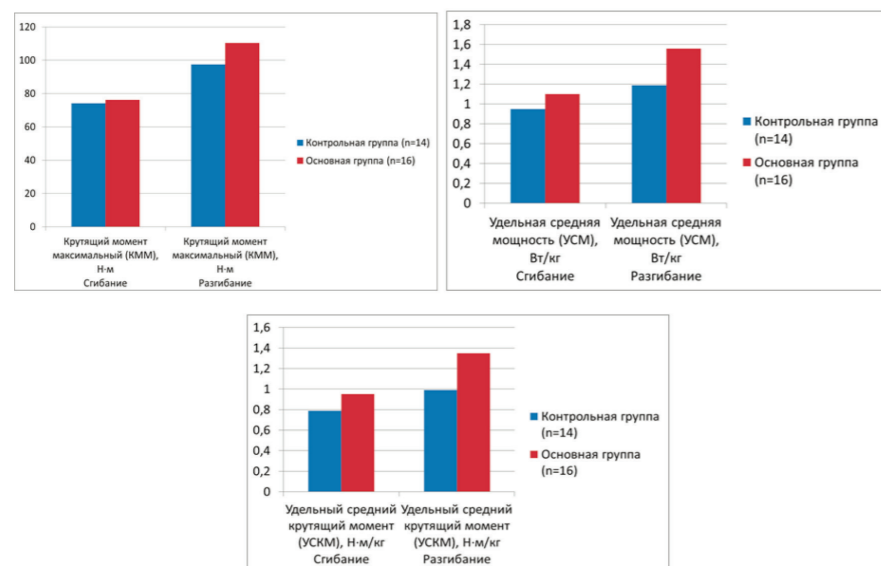 120
100
80
60
40
20
0
Крутящий момент
максимальный (КММ),
Н·м
Сгибание
Крутящий момент
максимальный (КММ),
Н·м
Разгибание
Контрольная группа (n=14)
Основная группа (n=16)
1,8
1,6
1,4
1,2
1
0,8
0,6
0,4
0,2
0
Удельная средняя
мощность (УСМ),
Вт/кг
Сгибание
Удельная средняя
мощность (УСМ),
Вт/кг
Разгибание
Контрольная группа
(n=14)
Основная группа
(n=16)
1,6
1,4
1,2
1
0,8
0,6
0,4
0,2
0
Удельный средний
крутящий момент
(УСКМ), Н·м/кг
Сгибание
Удельный средний
крутящий момент
(УСКМ), Н·м/кг
Разгибание
Контрольная группа
(n=14)
Основная группа
(n=16)